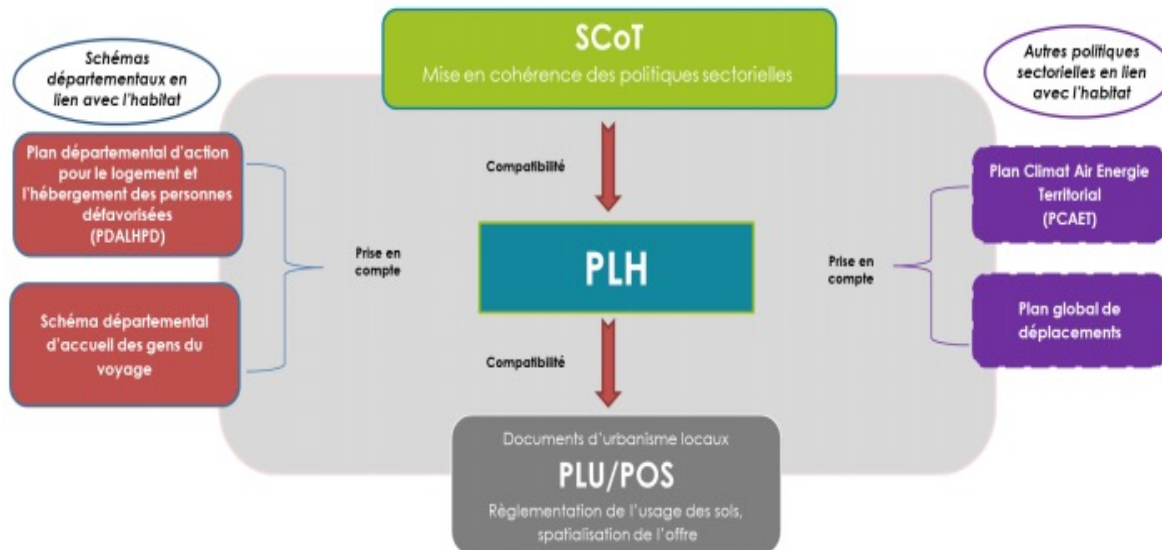 SCoT
Mise en cohérence des politiques sectorielles
Schémas
départementaux en
lien avec l'habitat
Autres politiques
sectorielles en lien
avec l'habitat
Plan départemental d'action
pour le logement et
l'hébergement des personnes
défavorisées
(PDALHPD)
Compatibilité
Plan Climat Air Energie
Territorial
(PCAET)
Prise en
compte
PLH
Prise en
compte
Schéma départemental
d'accueil des gens du
voyage
Plan global de
déplacements
Compatibilité
Documents d'urbanisme locaux
PLU/POS
Règlementation de l'usage des sols,
spatialisation de l'offre